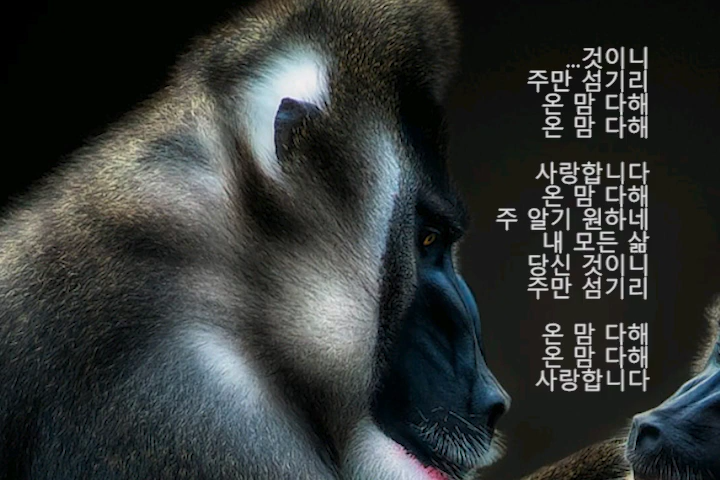 ...것이니
주만 섬기리
온 맘 다해
온 맘 다해
사랑합니다
온 맘 다해
주 알기 원하네
내 모든 삶
당신 것이니
주만 섬기리
온 맘 다해
온 맘 다해
사랑합니다